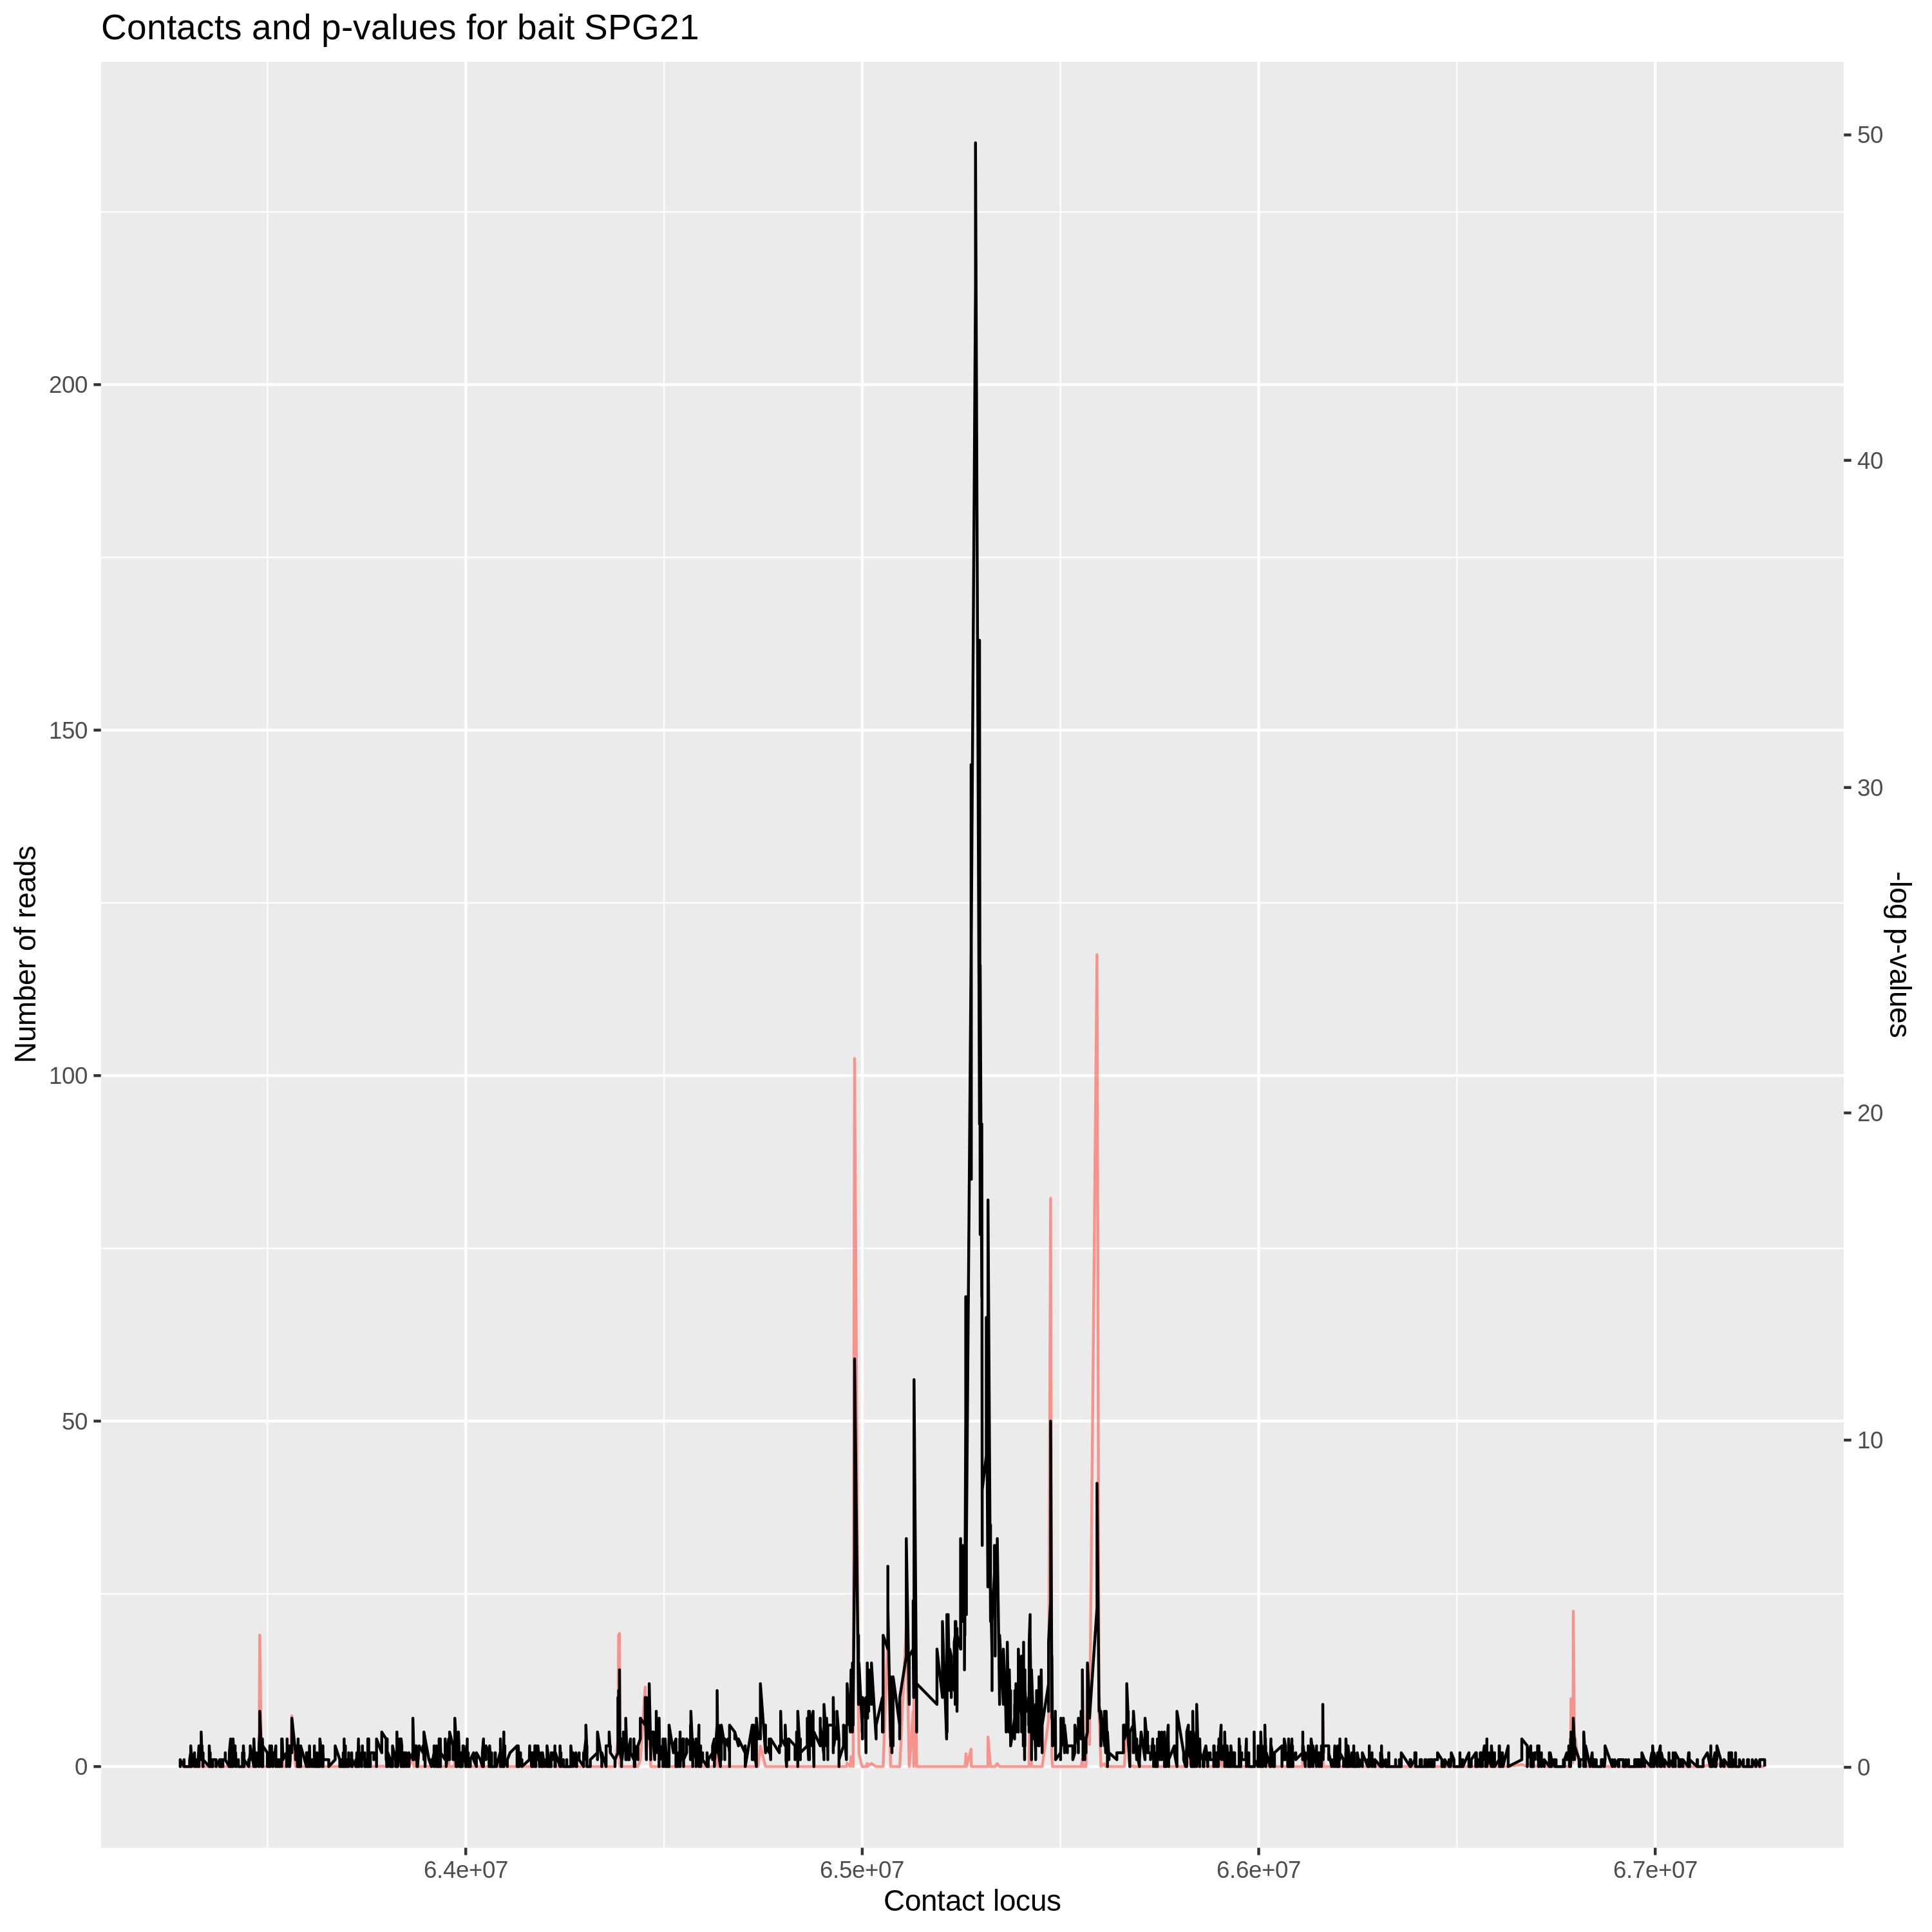 Contacts and p-values for bait SPG21
Number of reads
200
150
100
50
0
50
40
30
20
10
0
-log p-values
6.4e+07
6.5e+07
6.6e+07
6.7e+07
Contact locus